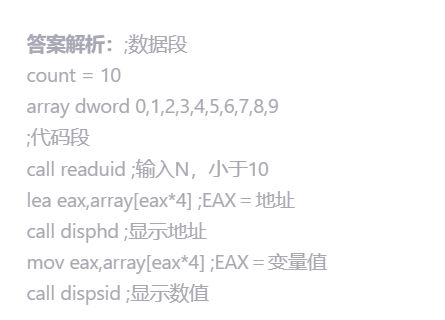 答案解析：;数据段
count = 10
array dword 0,1,2,3,4,5,6,7,8,9
;代码段
call readuid ;输入N，小于10
lea eax,array[eax*4] ;EAX＝地址
call disphd ;显示地址
mov eax,array[eax*4] ;EAX＝变量值
call dispsid ;显示数值